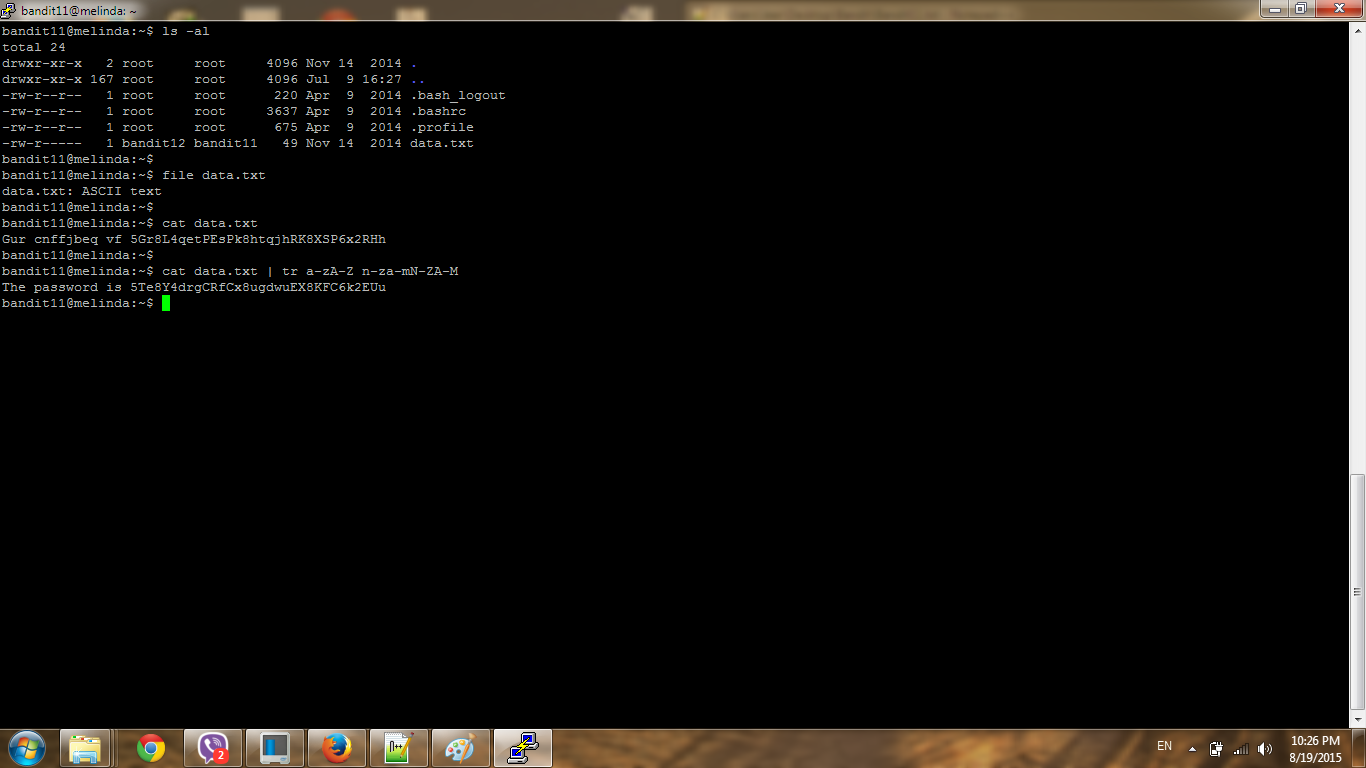 bandit11@melinda: ~
bandit11@melinda:~$ ls -al
total 24
drwxr-xr-x   2 root     root     4096 Nov 14  2014 .
drwxr-xr-x 167 root     root     4096 Jul  9 16:27 ..
-rw-r--r--   1 root     root      220 Apr  9  2014 .bash_logout
-rw-r--r--   1 root     root     3637 Apr  9  2014 .bashrc
-rw-r--r--   1 root     root      675 Apr  9  2014 .profile
-rw-r-----   1 bandit12 bandit11   49 Nov 14  2014 data.txt
bandit11@melinda:~$
bandit11@melinda:~$ file data.txt
data.txt: ASCII text
bandit11@melinda:~$
bandit11@melinda:~$ cat data.txt
Gur cnffjbeq vf 5Gr8L4qetPEsPk8htqjhRK8XSP6x2RHh
bandit11@melinda:~$
bandit11@melinda:~$ cat data.txt | tr a-zA-Z n-za-mN-ZA-M
The password is 5Te8Y4drgCRfCx8ugdwuEX8KFC6k2EUu
bandit11@melinda:~$
2
n++
EN
10:26 PM
8/19/2015